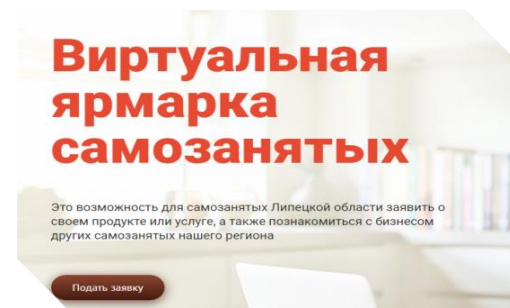 Виртуальная
ярмарка
самозанятых
Это возможность для самозанятых Липецкой области заявить о
своем продукте или услуге, а также познакомиться с бизнесом
других самозанятых нашего региона
Подать заявку